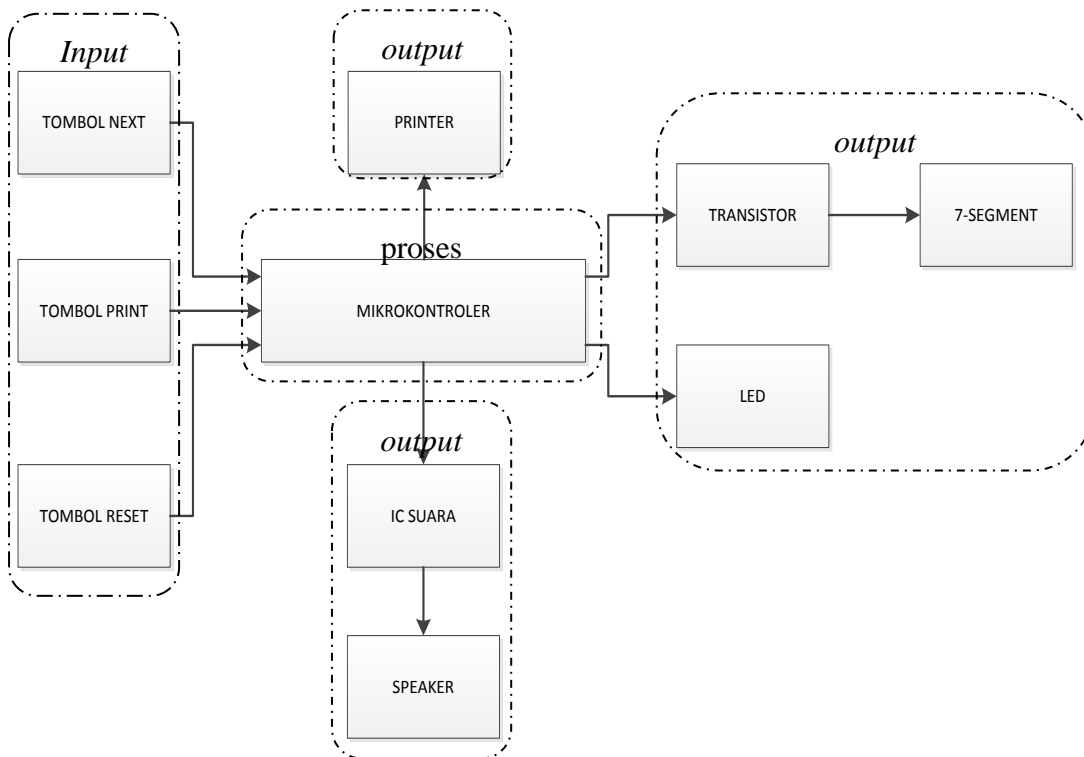 Input
TOMBOL NEXT
TOMBOL PRINT
TOMBOL RESET
output
PRINTER
proses
MIKROKONTROLER
output
IC SUARA
SPEAKER
output
TRANSISTOR
7-SEGMENT
LED